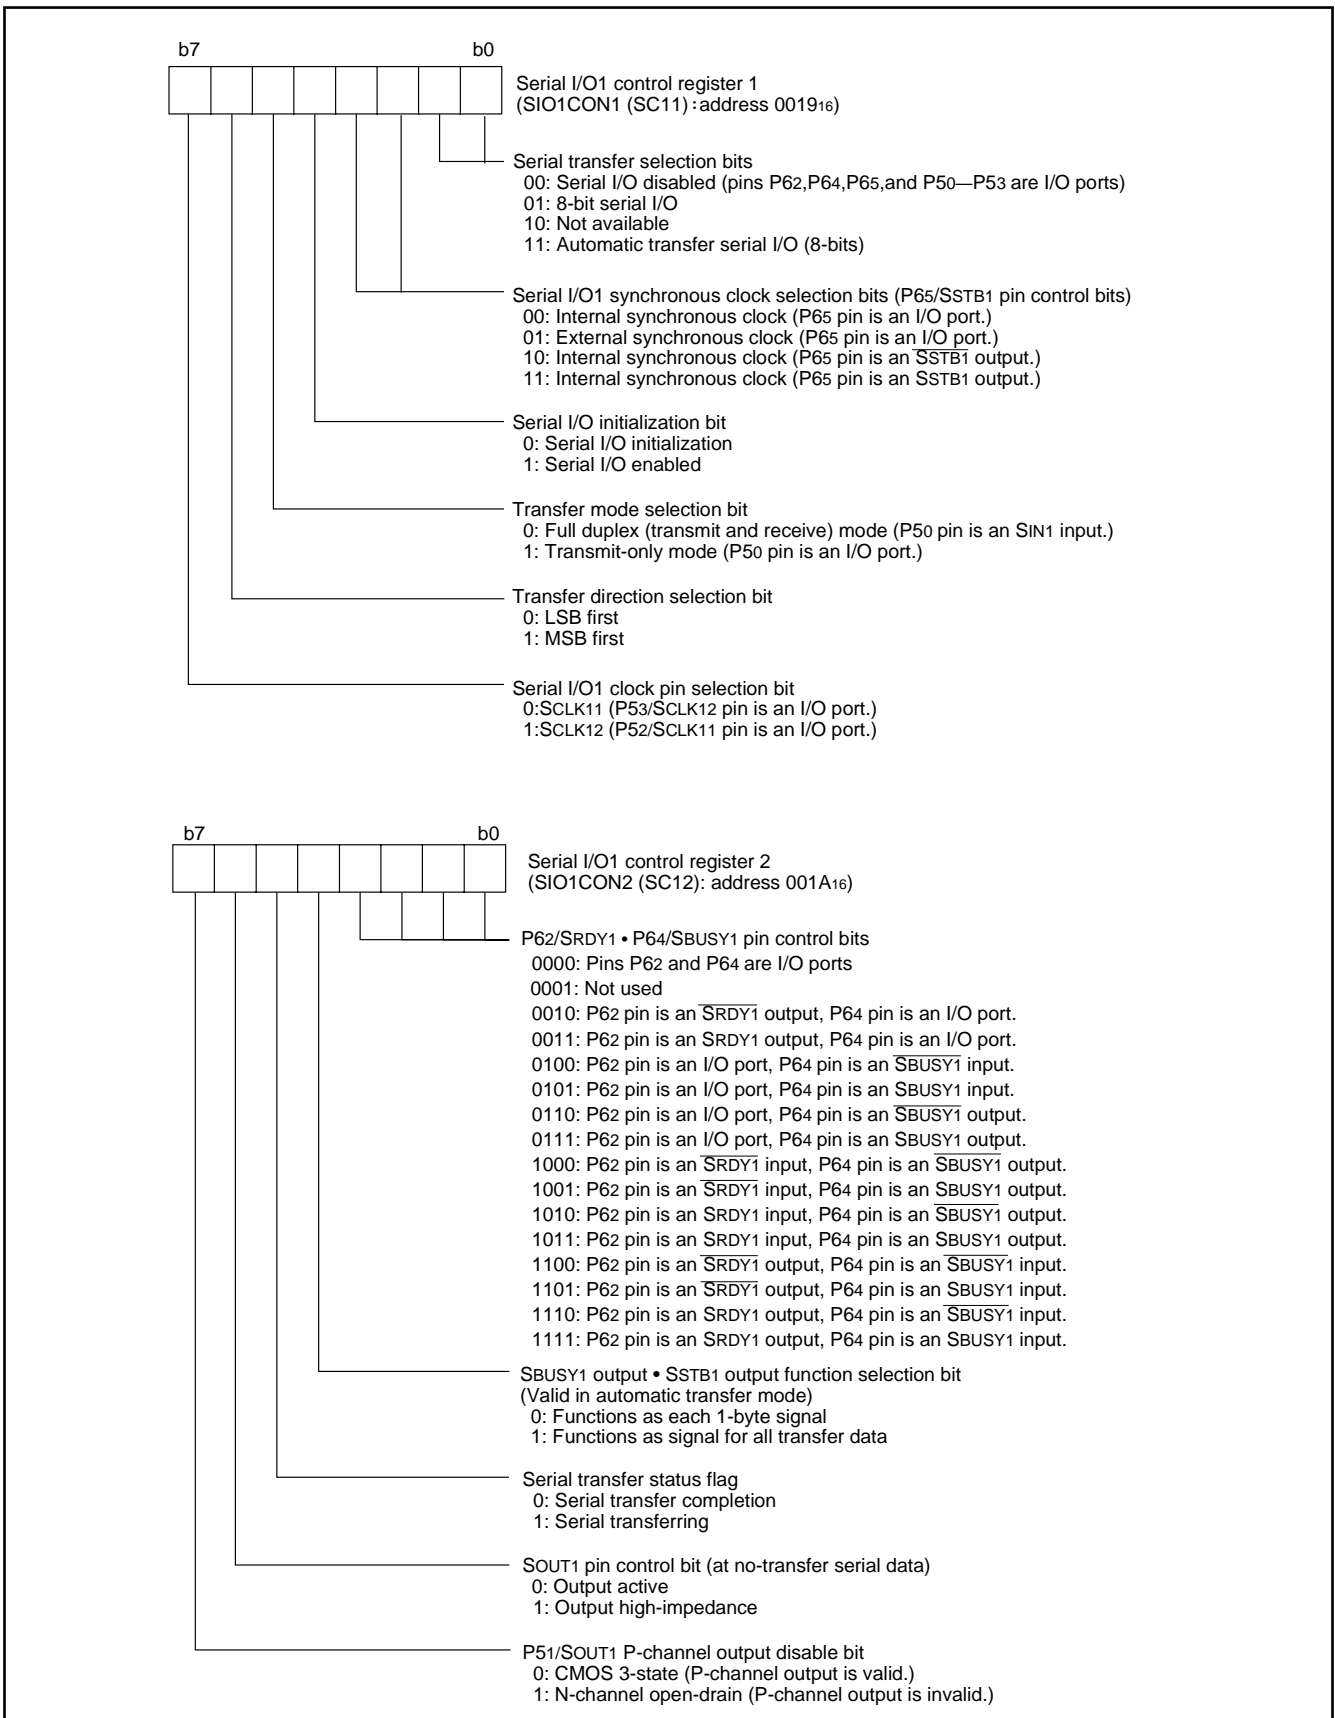 b7 b0
Serial I/O1 control register 1
(SIO1CON1 (SC11) : address 001916)
Serial transfer selection bits
00: Serial I/O disabled (pins P62,P64,P65,and P50—P53 are I/O ports)
01: 8-bit serial I/O
10: Not available
11: Automatic transfer serial I/O (8-bits)
Serial I/O1 synchronous clock selection bits (P65/SSTB1 pin control bits)
00: Internal synchronous clock (P65 pin is an I/O port.)
01: External synchronous clock (P65 pin is an I/O port.)
10: Internal synchronous clock (P65 pin is an S̅S̅T̅B̅1̅ output.)
11: Internal synchronous clock (P65 pin is an SSTB1 output.)
Serial I/O initialization bit
0: Serial I/O initialization
1: Serial I/O enabled
Transfer mode selection bit
0: Full duplex (transmit and receive) mode (P50 pin is an SIN1 input.)
1: Transmit-only mode (P50 pin is an I/O port.)
Transfer direction selection bit
0: LSB first
1: MSB first
Serial I/O1 clock pin selection bit
0:SCLK11 (P53/SCLK12 pin is an I/O port.)
1:SCLK12 (P52/SCLK11 pin is an I/O port.)
b7 b0
Serial I/O1 control register 2
(SIO1CON2 (SC12): address 001A16)
P62/SRDY1 • P64/SBUSY1 pin control bits
0000: Pins P62 and P64 are I/O ports
0001: Not used
0010: P62 pin is an S̅R̅D̅Y̅1̅ output, P64 pin is an I/O port.
0011: P62 pin is an SRDY1 output, P64 pin is an I/O port.
0100: P62 pin is an I/O port, P64 pin is an S̅B̅U̅S̅Y̅1̅ input.
0101: P62 pin is an I/O port, P64 pin is an SBUSY1 input.
0110: P62 pin is an I/O port, P64 pin is an S̅B̅U̅S̅Y̅1̅ output.
0111: P62 pin is an I/O port, P64 pin is an SBUSY1 output.
1000: P62 pin is an S̅R̅D̅Y̅1̅ input, P64 pin is an S̅B̅U̅S̅Y̅1̅ output.
1001: P62 pin is an S̅R̅D̅Y̅1̅ input, P64 pin is an SBUSY1 output.
1010: P62 pin is an SRDY1 input, P64 pin is an S̅B̅U̅S̅Y̅1̅ output.
1011: P62 pin is an SRDY1 input, P64 pin is an SBUSY1 output.
1100: P62 pin is an S̅R̅D̅Y̅1̅ output, P64 pin is an S̅B̅U̅S̅Y̅1̅ input.
1101: P62 pin is an S̅R̅D̅Y̅1̅ output, P64 pin is an SBUSY1 input.
1110: P62 pin is an SRDY1 output, P64 pin is an S̅B̅U̅S̅Y̅1̅ input.
1111: P62 pin is an SRDY1 output, P64 pin is an SBUSY1 input.
SBUSY1 output • SSTB1 output function selection bit
(Valid in automatic transfer mode)
0: Functions as each 1-byte signal
1: Functions as signal for all transfer data
Serial transfer status flag
0: Serial transfer completion
1: Serial transferring
SOUT1 pin control bit (at no-transfer serial data)
0: Output active
1: Output high-impedance
P51/SOUT1 P-channel output disable bit
0: CMOS 3-state (P-channel output is valid.)
1: N-channel open-drain (P-channel output is invalid.)